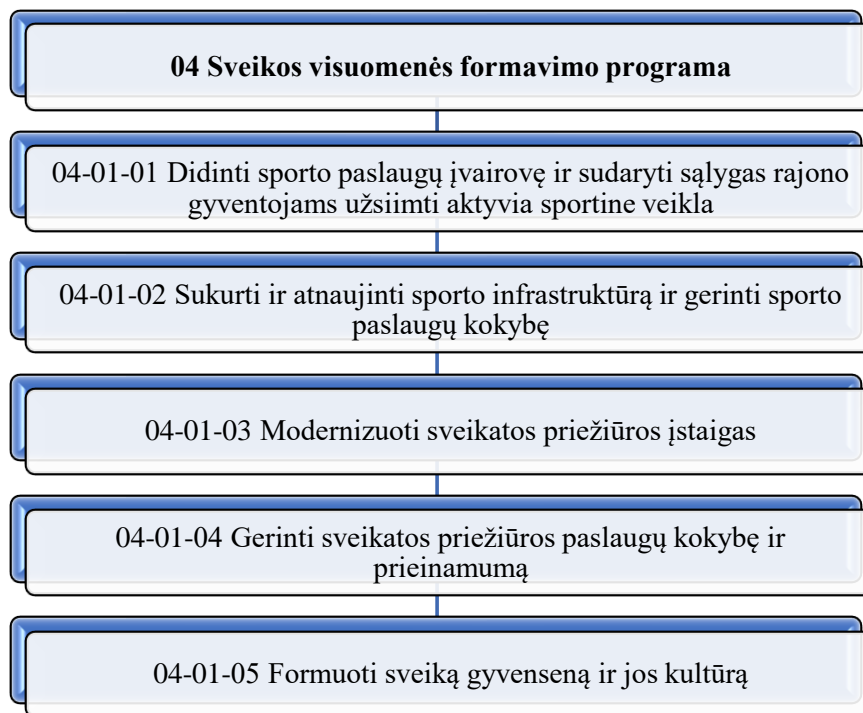 04 Sveikos visuomenės formavimo programa
04-01-01 Didinti sporto paslaugų įvairovę ir sudaryti sąlygas rajono
gyventojams užsiimti aktyvia sportine veikla
04-01-02 Sukurti ir atnaujinti sporto infrastruktūrą ir gerinti sporto
paslaugų kokybę
04-01-03 Modernizuoti sveikatos priežiūros įstaigas
04-01-04 Gerinti sveikatos priežiūros paslaugų kokybę ir
prieinamumą
04-01-05 Formuoti sveiką gyvenseną ir jos kultūrą